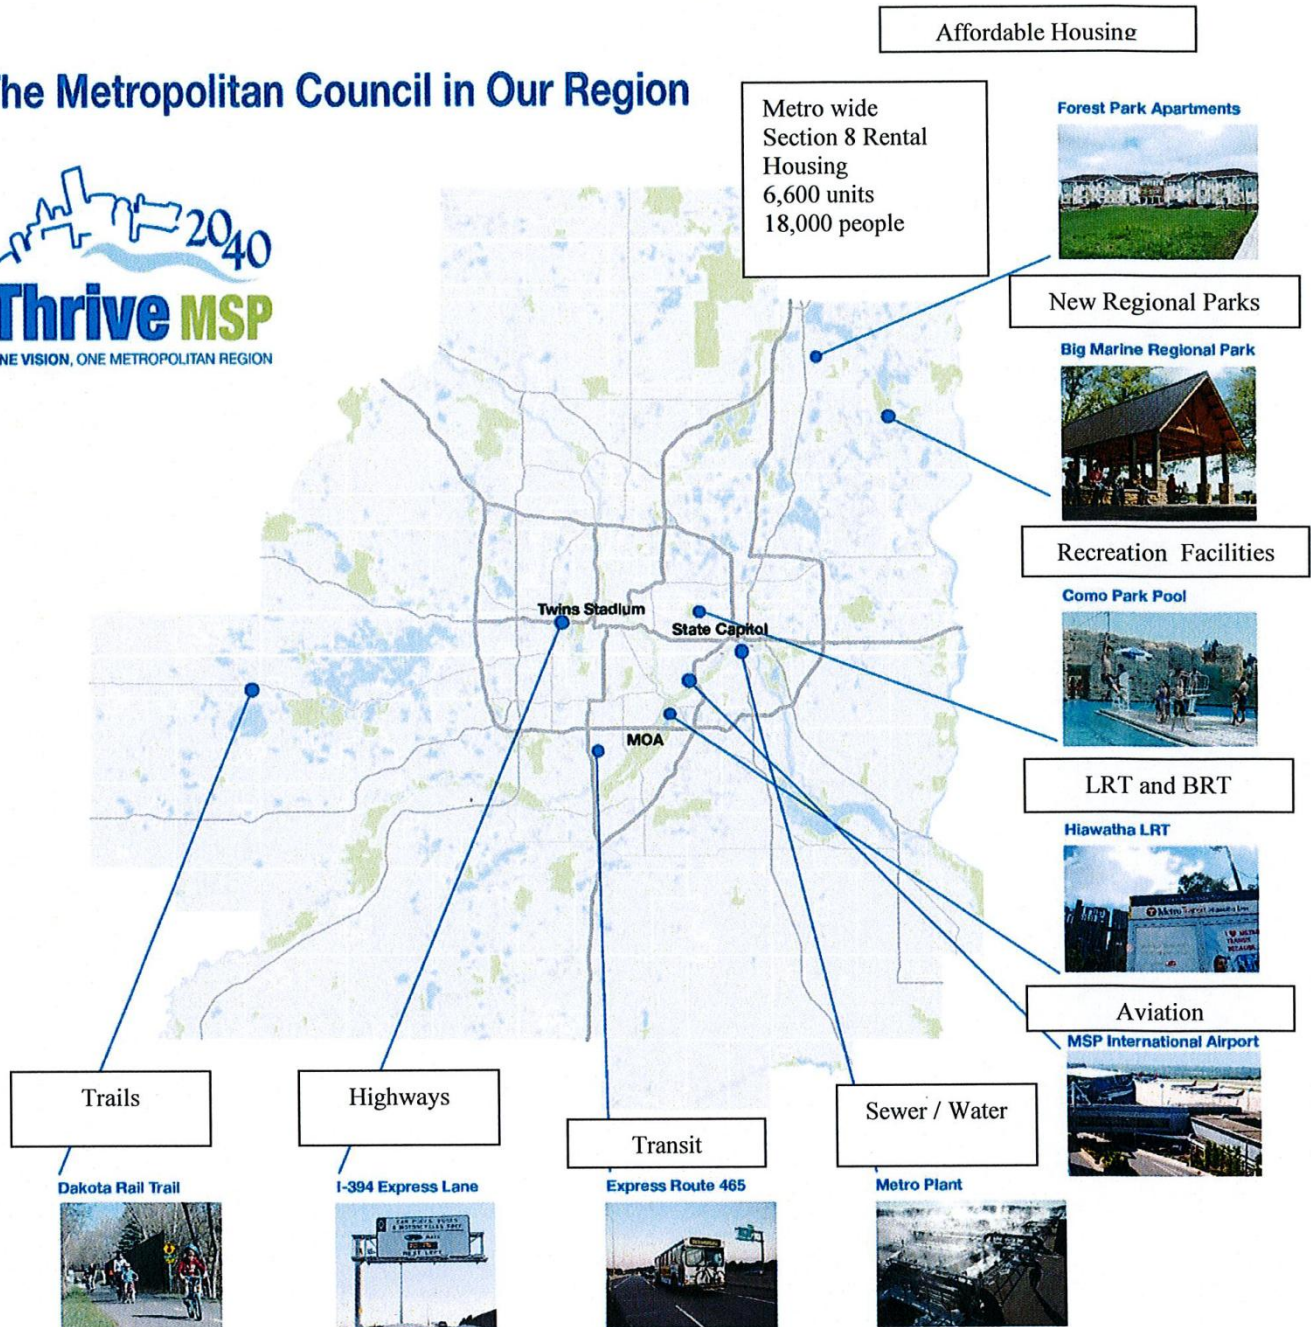 Affordable Housing
The Metropolitan Council in Our Region
Metro wide
Section 8 Rental
Housing
6,600 units
18,000 people
Forest Park Apartments
2040
Thrive MSP
ONE VISION, ONE METROPOLITAN REGION
New Regional Parks
Big Marine Regional Park
Recreation Facilities
Como Park Pool
Twins Stadium
State Capitol
MOA
LRT and BRT
Hiawatha LRT
Aviation
MSP International Airport
Trails
Highways
Transit
Sewer / Water
Dakota Rail Trail
I-394 Express Lane
Express Route 465
Metro Plant